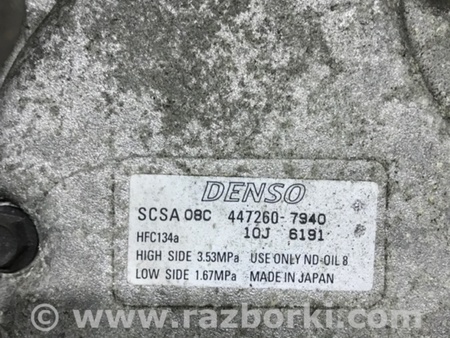 DENSO
SCSA 08C 447260-7940
10J 6191
HFC134a
HIGH SIDE 3.53MPa USE ONLY ND-OIL 8
LOW SIDE 1.67MPa MADE IN JAPAN
© www.razborki.com